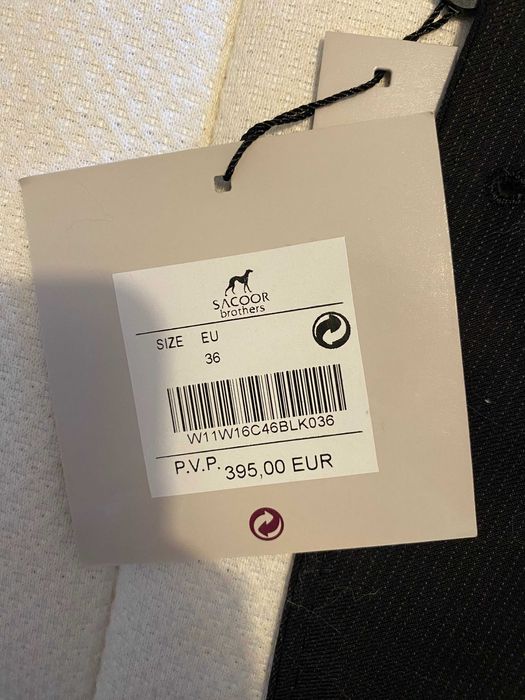 SACOOR
brothers
SIZE EU
36
W11W16C46BLK036
P.V.P. 395,00 EUR